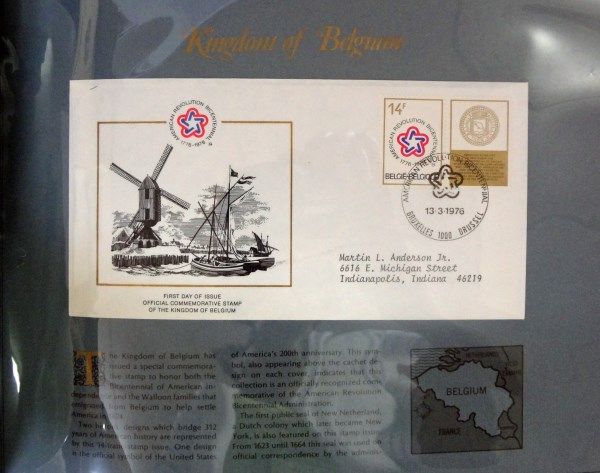 Kingdom of Belgium
AMERICAN REVOLUTION BICENTENNIAL
1776-1976
FIRST DAY OF ISSUE
OFFICIAL COMMEMORATIVE STAMP
OF THE KINGDOM OF BELGIUM
14F
AMERICAN REVOLUTION BICENTENNIAL
1776-1976
BELGIE-BELGIQUE
AMERICAN REVOLUTION BICENTENNIAL
13-3-1976
BRUXELLES 1000 BRUSSEL
Martin L. Anderson Jr.
6616 E. Michigan Street
Indianapolis, Indiana 46219
he Kingdom of Belgium has
issued a special commemora-
tive stamp to honor both the
Bicentennial of American in-
dependence and the Walloon families that
emigrated from Belgium to help settle
America in
Two designs which bridge 312
years of American history are represented
by this 14-franc stamp issue. One design
is the official symbol of the United States
of America's 200th anniversary. This sym-
bol, also appearing above the cachet de-
sign on each cover, indicates that this
collection is an officially recognized com-
memorative of the American Revolution
Bicentennial Administration.
The first public seal of New Netherland,
Dutch colony which later became New
York, is also featured on this stamp issue.
From 1623 until 1664 this seal was used on
official correspondence by the adminis-
NETHERLANDS
BELGIUM
FRANCE